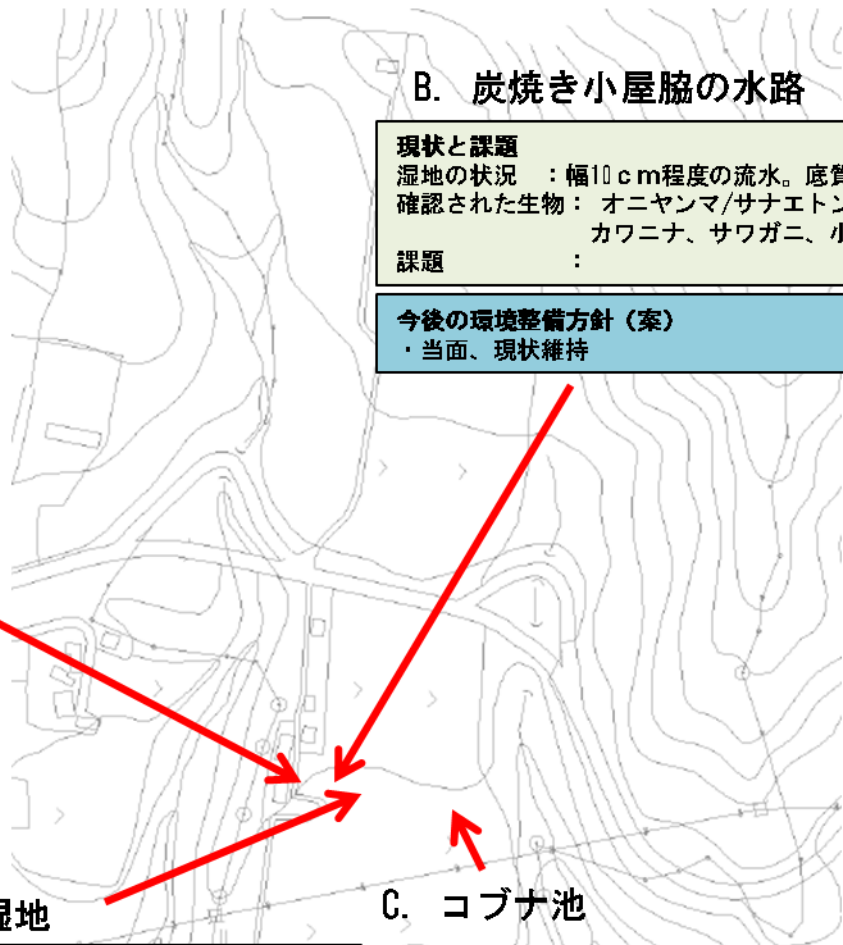 B. 炭焼き小屋脇の水路
現状と課題
湿地の状況 ：幅10ｃｍ程度の流水。底質
確認された生物： オニヤンマ/サナエトン
カワニナ、サワガニ、小
課題 ：
今後の環境整備方針（案）
・当面、現状維持
湿地
C. コブナ池